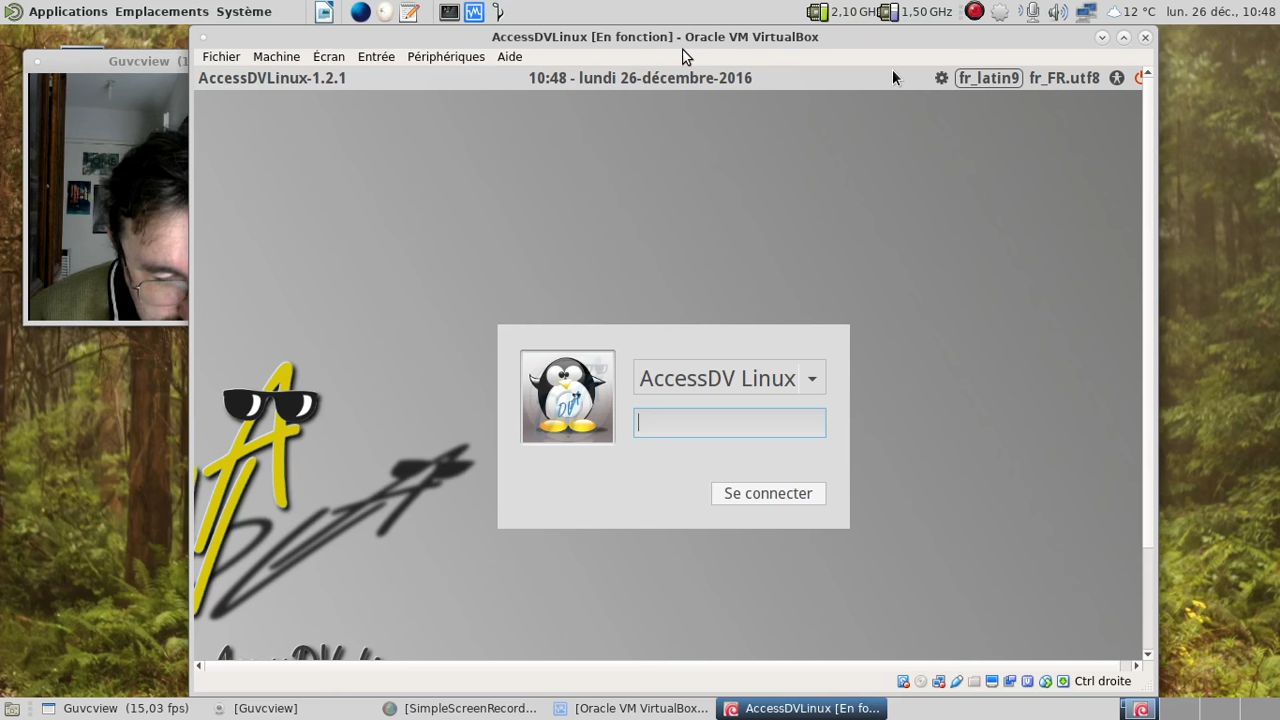 Applications Emplacements Système 2,10 GHz 1,50 GHz 12 °C lun. 26 déc., 10:48
Guvcview (1
AccessDVLinux [En fonction] - Oracle VM VirtualBox
Fichier Machine Écran Entrée Périphériques Aide
AccessDVLinux-1.2.1 10:48 - lundi 26-décembre-2016 fr_latin9 fr_FR.utf8
AccessDV Linux
Se connecter
Ctrl droite
Guvcview (15,03 fps) [Guvcview] [SimpleScreenRecord... [Oracle VM VirtualBox... AccessDVLinux [En fo...